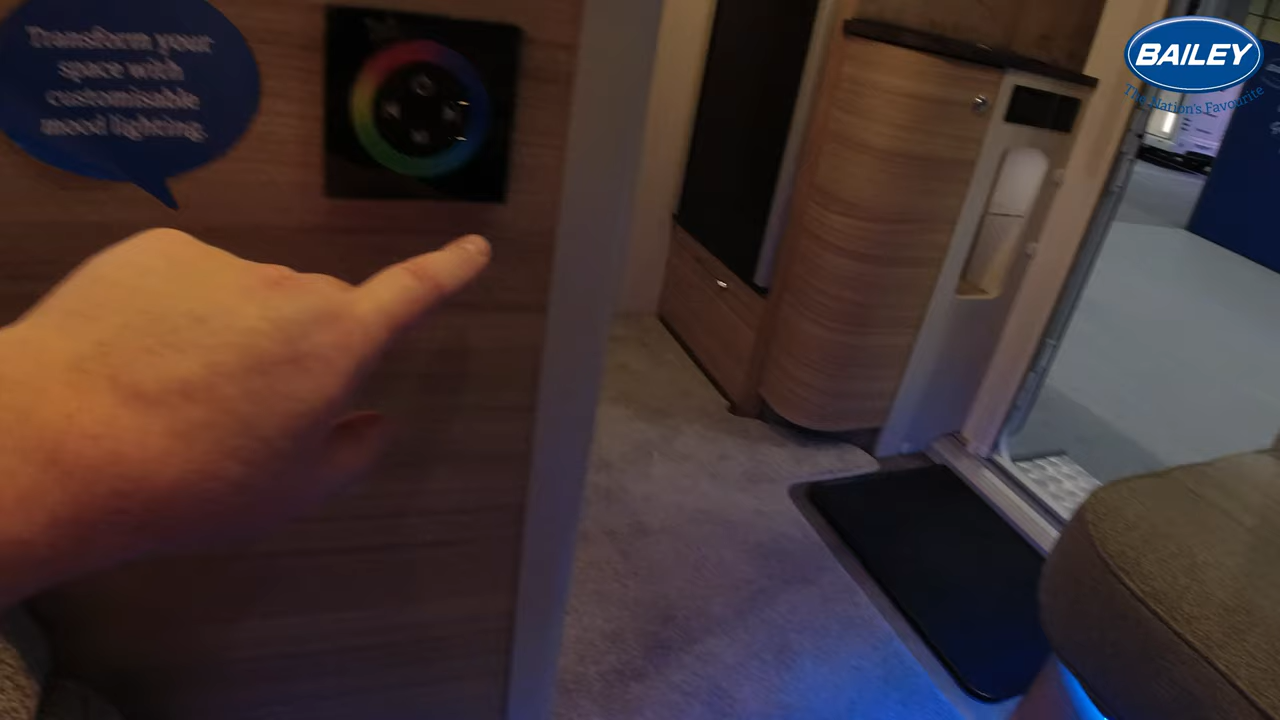 Transform your
space with
customisable
mood lighting.
BAILEY
The Nation's Favourite